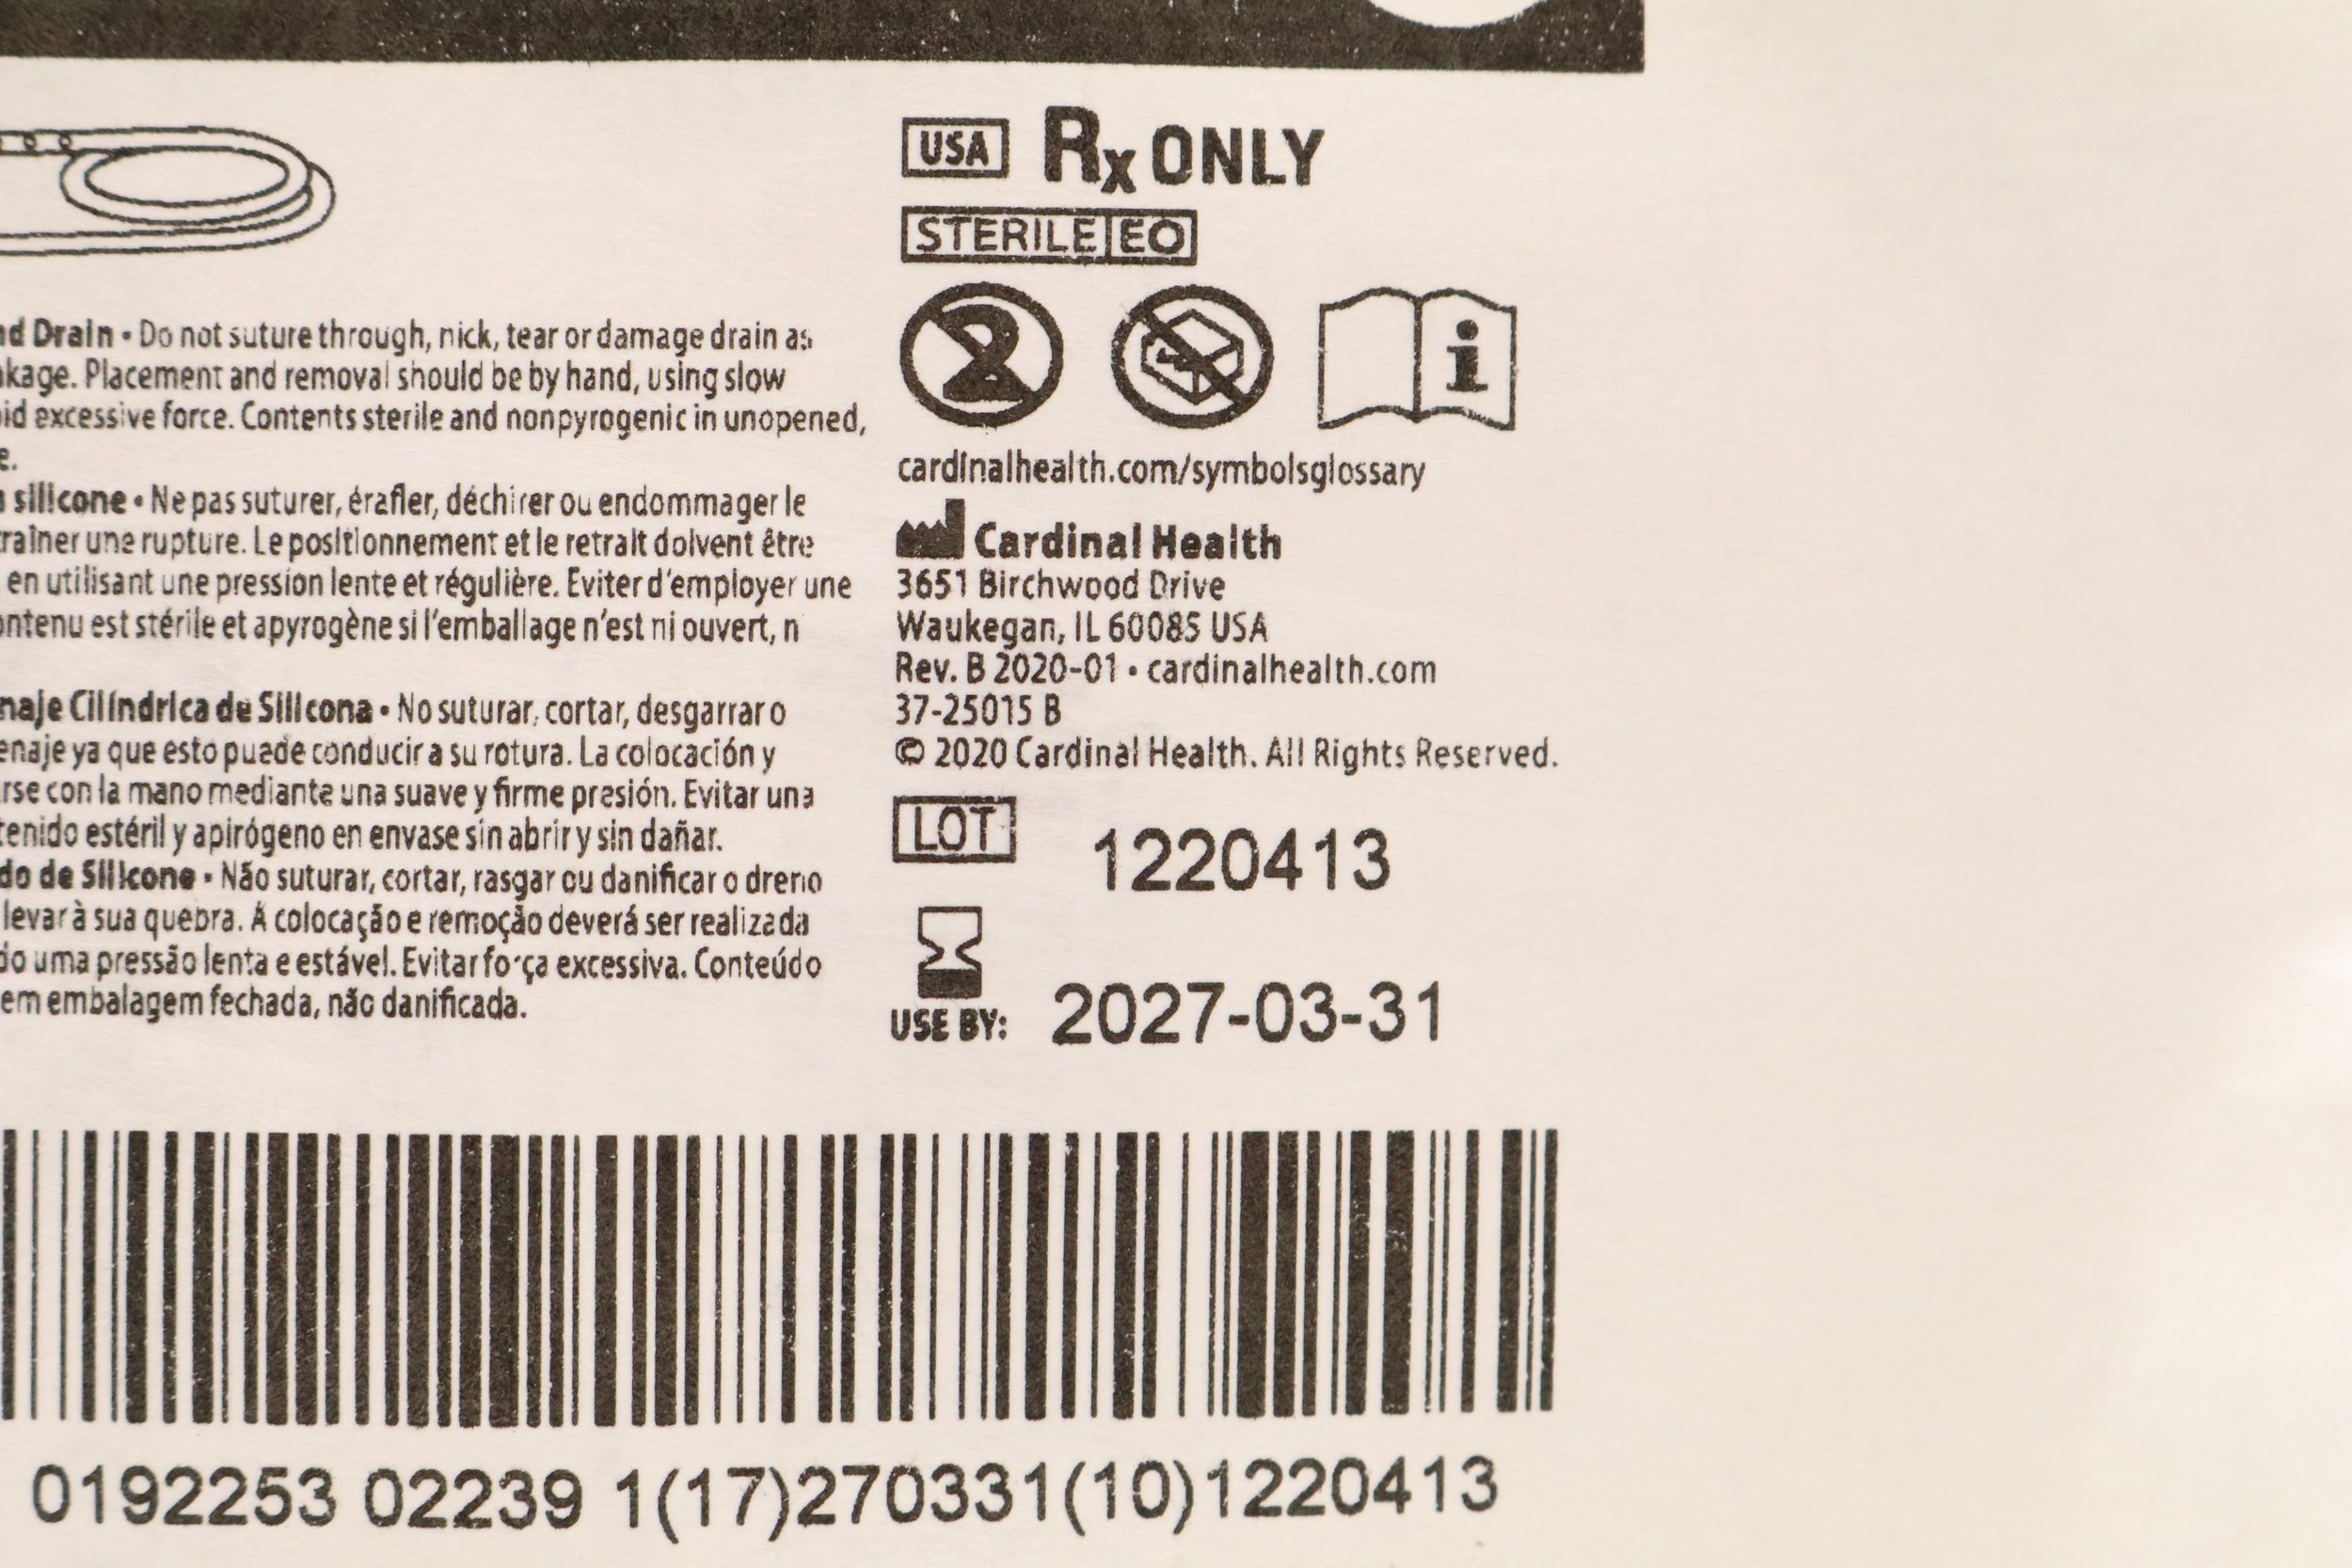 nd Drain • Do not suture through, nick, tear or damage drain as
kage. Placement and removal should be by hand, using slow
id excessive force. Contents sterile and nonpyrogenic in unopened,
e.
silicone • Ne pas suturer, érafler, déchirer ou endommager le
raîner une rupture. Le positionnement et le retrait doivent être
en utilisant une pression lente et régulière. Eviter d'employer une
ontenu est stérile et apyrogène si l'emballage n'est ni ouvert, n
naje Cilíndrica de Silicona • No suturar, cortar, desgarrar o
enaje ya que esto puede conducir a su rotura. La colocación y
rse con la mano mediante una suave y firme presión. Evitar una
tenido estéril y apirógeno en envase sin abrir y sin dañar.
do de Silicone • Não suturar, cortar, rasgar ou danificar o dreno
levar à sua quebra. A colocação e remoção deverá ser realizada
do uma pressão lenta e estável. Evitar força excessiva. Conteúdo
em embalagem fechada, não danificada.
USA Rx ONLY
STERILE EO
2
i
cardinalhealth.com/symbolsglossary
Cardinal Health
3651 Birchwood Drive
Waukegan, IL 60085 USA
Rev. B 2020-01 • cardinalhealth.com
37-25015 B
© 2020 Cardinal Health. All Rights Reserved.
LOT 1220413
USE BY: 2027-03-31
0192253 02239 1(17)270331(10)1220413